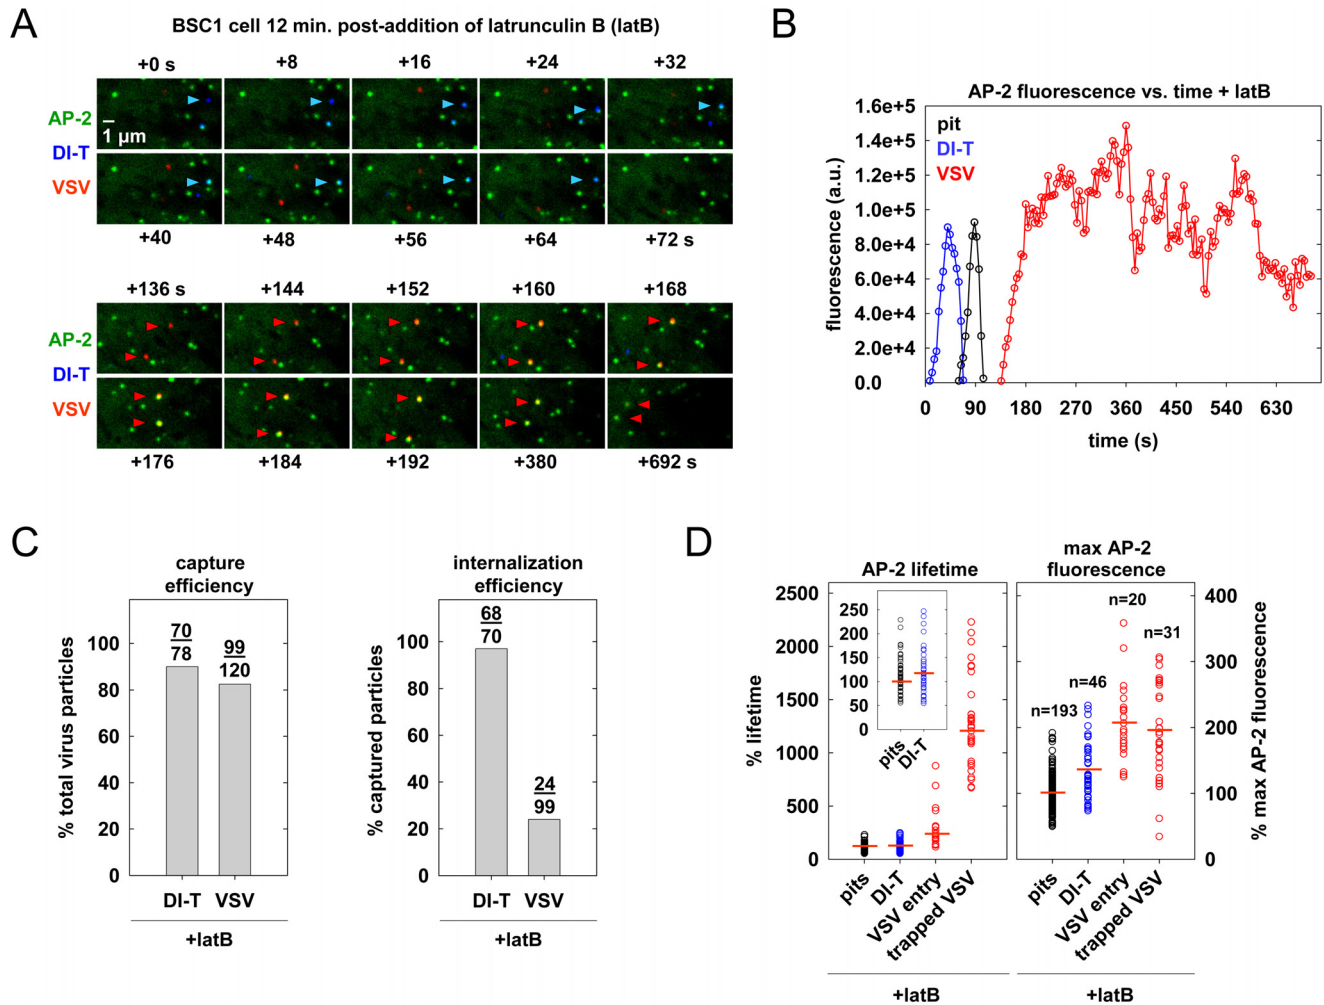 A
BSC1 cell 12 min. post-addition of latrunculin B (latB)
+0 s
+8
+16
+24
+32
AP-2
DI-T
VSV
1 µm
+40
+48
+56
+64
+72 s
+136 s
+144
+152
+160
+168
AP-2
DI-T
VSV
+176
+184
+192
+380
+692 s
B
AP-2 fluorescence vs. time + latB
fluorescence (a.u.)
1.6e+5
1.4e+5
1.2e+5
1.0e+5
8.0e+4
6.0e+4
4.0e+4
2.0e+4
0.0
pit
DI-T
VSV
0
90
180
270
360
450
540
630
time (s)
C
capture
efficiency
% total virus particles
100
80
60
40
20
0
70
78
99
120
DI-T
VSV
+latB
internalization
efficiency
% captured particles
100
80
60
40
20
0
68
70
24
99
DI-T
VSV
+latB
D
AP-2 lifetime
% lifetime
2500
2000
1500
1000
500
0
250
200
150
100
50
0
pits
DI-T
pits
DI-T
VSV entry
trapped VSV
+latB
max AP-2
fluorescence
n=193
n=46
n=20
n=31
400
300
200
100
0
% max AP-2 fluorescence
pits
DI-T
VSV entry
trapped VSV
+latB